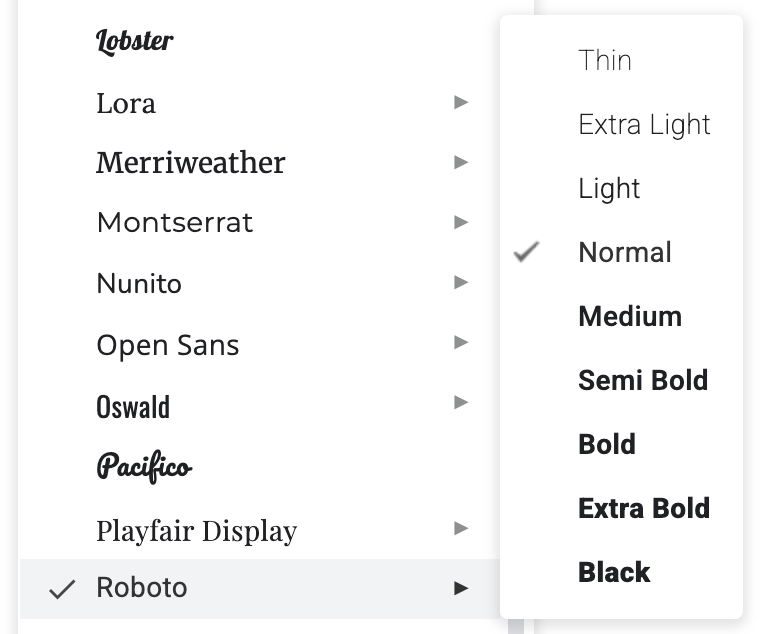 Lobster
Lora
Merriweather
Montserrat
Nunito
Open Sans
Oswald
Pacifico
Playfair Display
Roboto
Thin
Extra Light
Light
Normal
Medium
Semi Bold
Bold
Extra Bold
Black